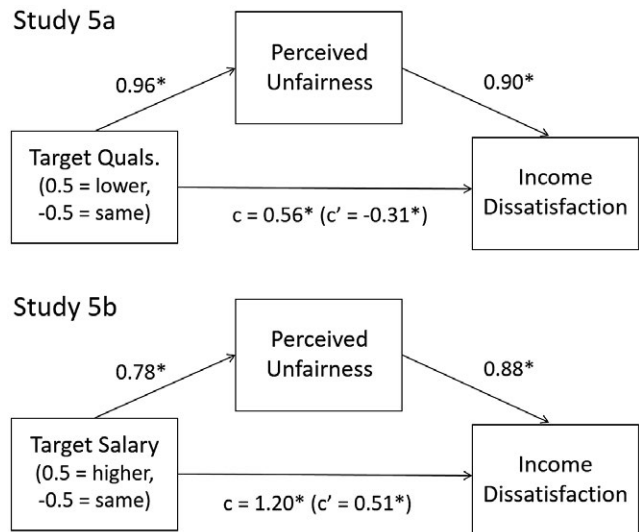 Study 5a
Perceived
Unfairness
0.96*
0.90*
Target Quals.
(0.5 = lower,
-0.5 = same)
Income
Dissatisfaction
c = 0.56* (c’ = -0.31*)
Study 5b
Perceived
Unfairness
0.78*
0.88*
Target Salary
(0.5 = higher,
-0.5 = same)
Income
Dissatisfaction
c = 1.20* (c’ = 0.51*)